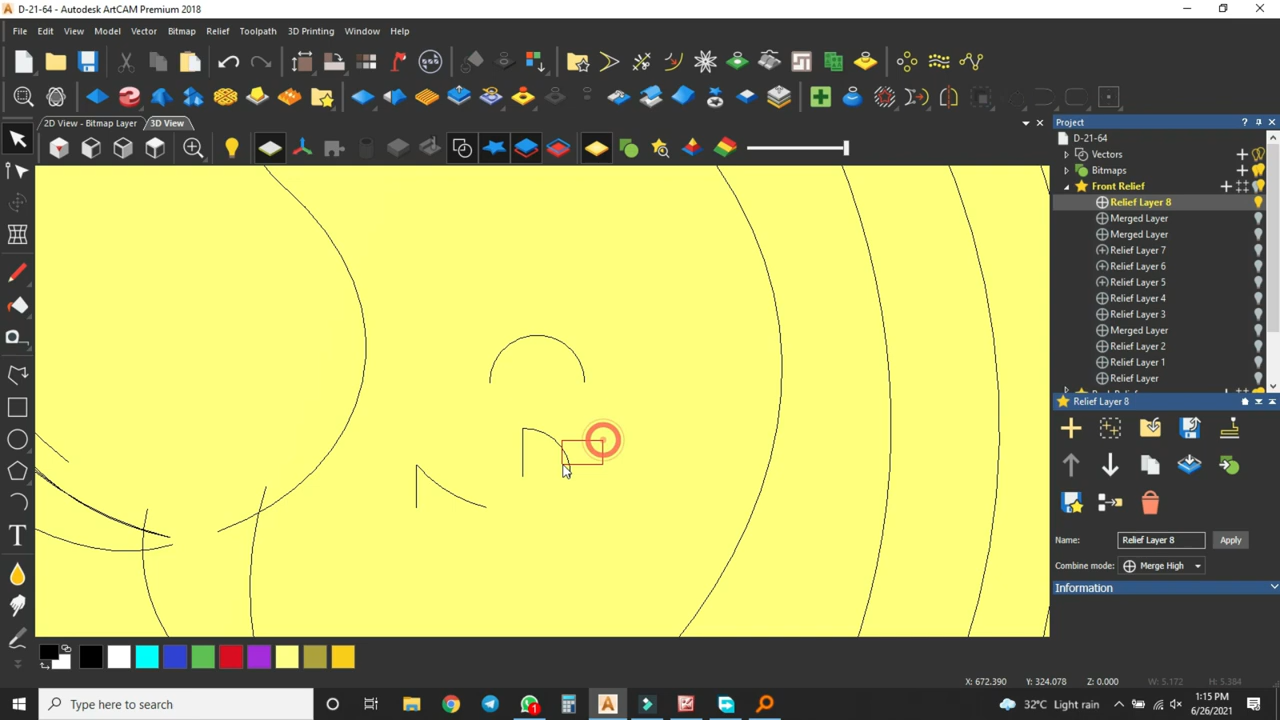 D-21-64 - Autodesk ArtCAM Premium 2018
File Edit View Model Vector Bitmap Relief Toolpath 3D Printing Window Help
2D View - Bitmap Layer 3D View
Project
D-21-64
Vectors
Bitmaps
Front Relief
Relief Layer 8
Merged Layer
Merged Layer
Relief Layer 7
Relief Layer 6
Relief Layer 5
Relief Layer 4
Relief Layer 3
Merged Layer
Relief Layer 2
Relief Layer 1
Relief Layer
Relief Layer 8
Name: Relief Layer 8 Apply
Combine mode: Merge High
Information
X: 672.390 Y: 324.078 Z: 0.000 W: 5.172 H: 5.384
Type here to search
1
32°C Light rain
1:15 PM
6/26/2021